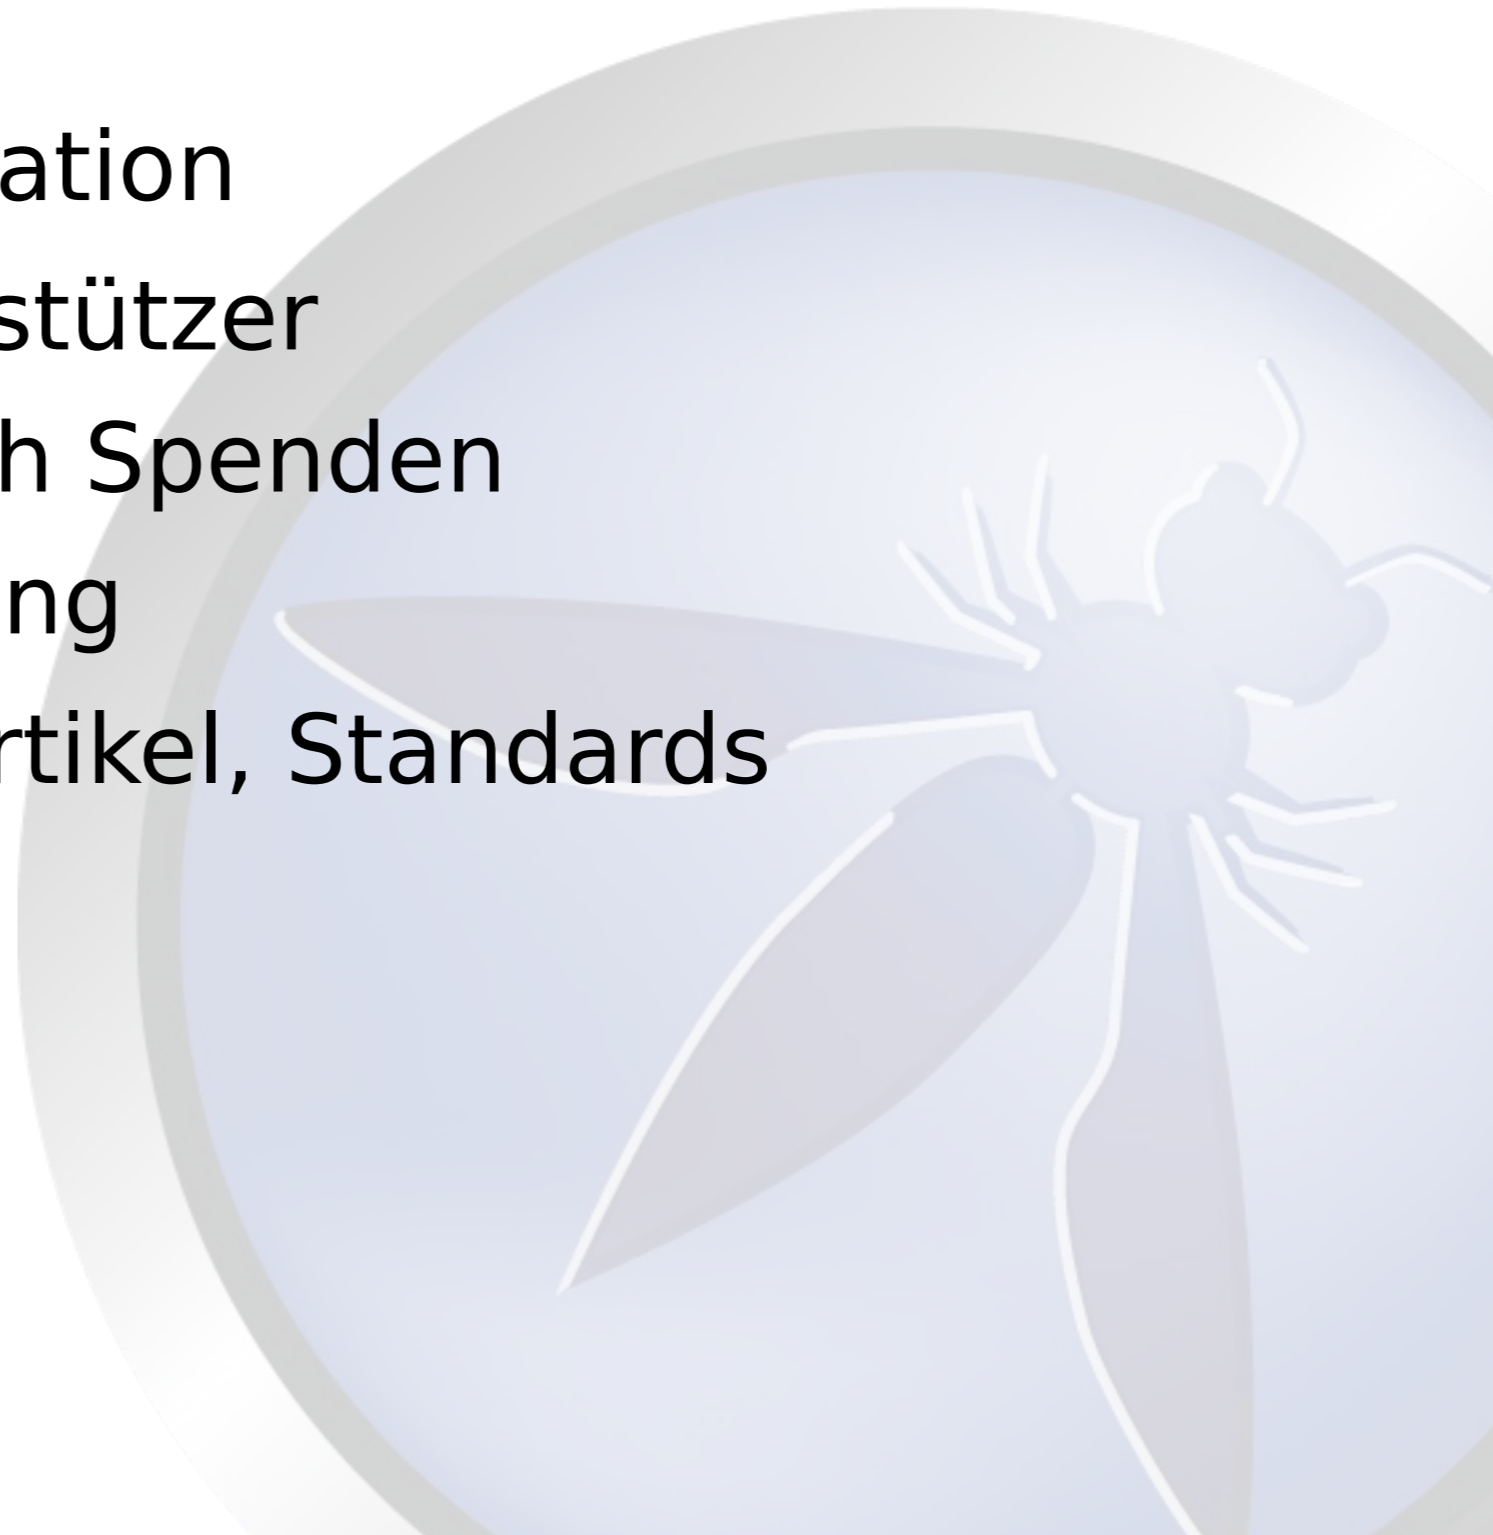 ation
stützer
h Spenden
ng
rtikel, Standards